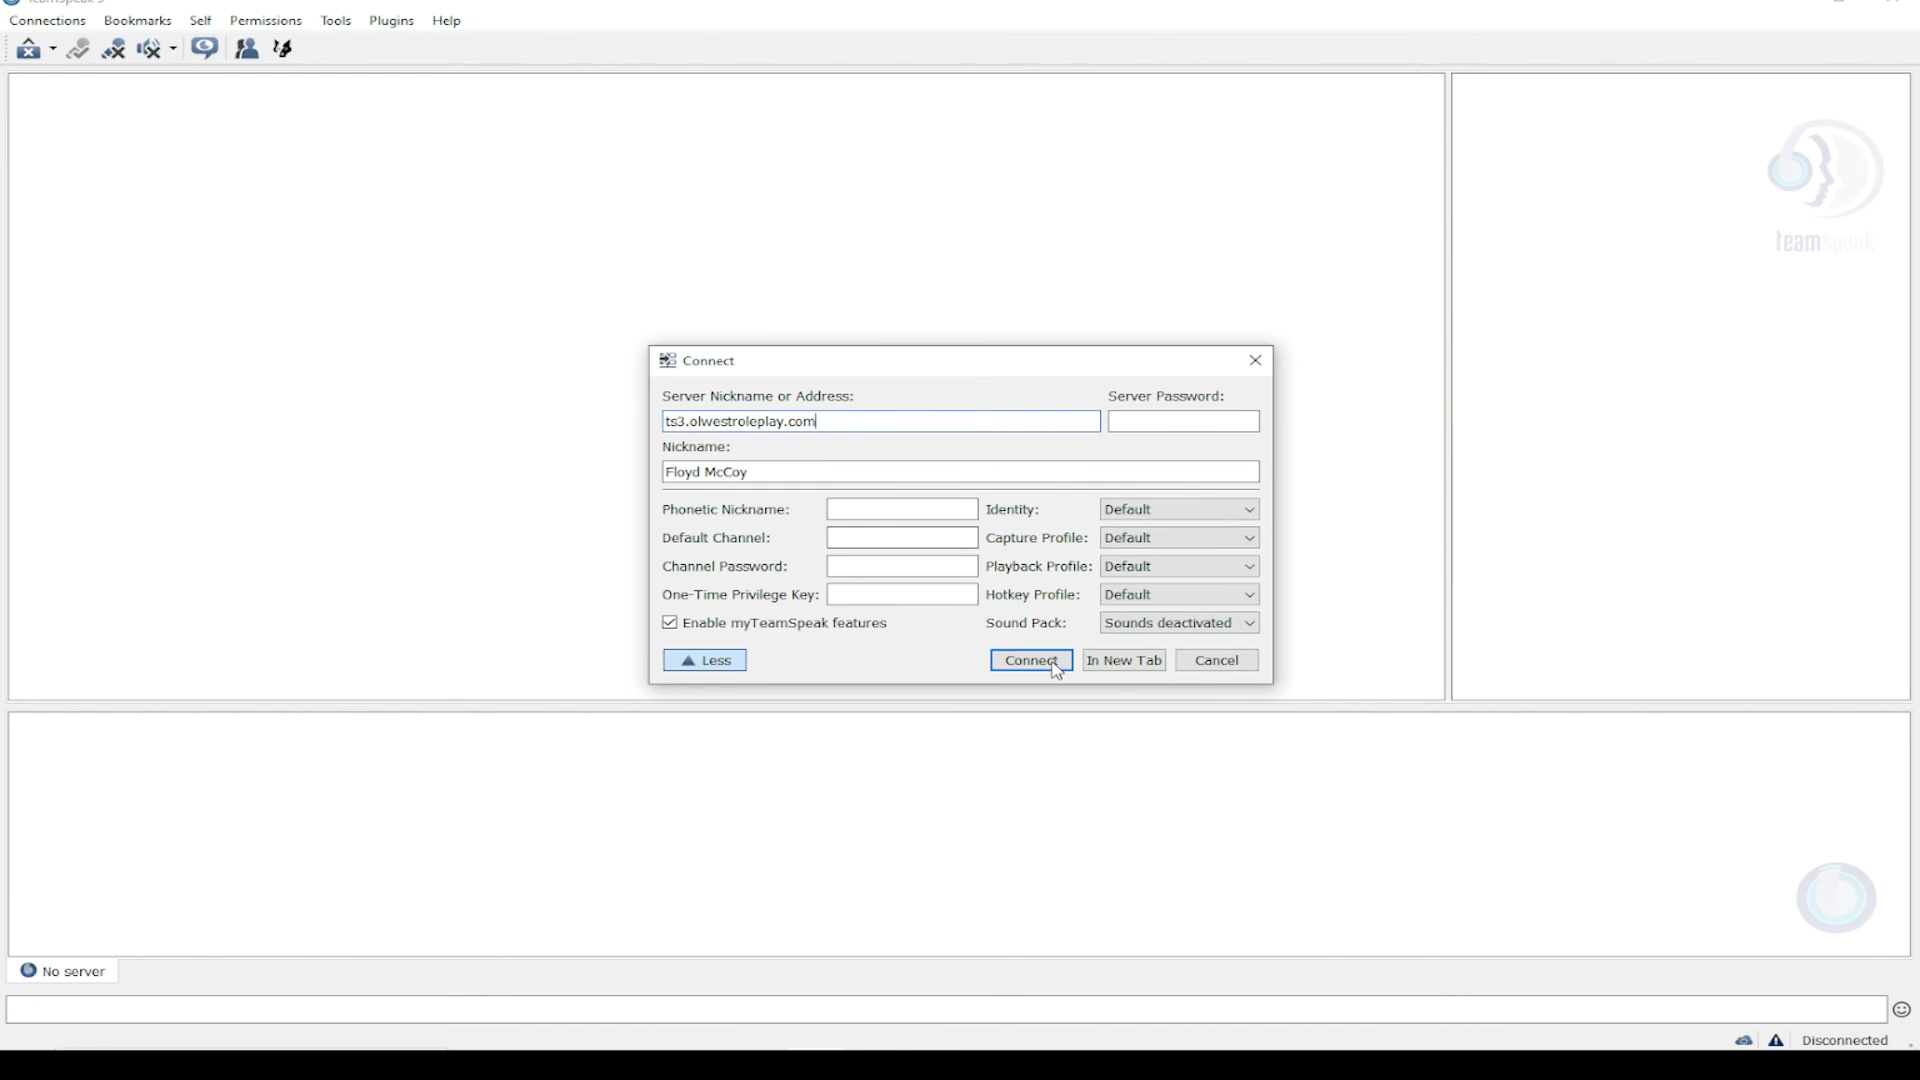 Connections Bookmarks Self Permissions Tools Plugins Help
teamspeak
Connect
Server Nickname or Address: Server Password:
ts3.olwestroleplay.com
Nickname:
Floyd McCoy
Phonetic Nickname: Identity: Default
Default Channel: Capture Profile: Default
Channel Password: Playback Profile: Default
One-Time Privilege Key: Hotkey Profile: Default
Enable myTeamSpeak features Sound Pack: Sounds deactivated
Less Connect In New Tab Cancel
No server
Disconnected